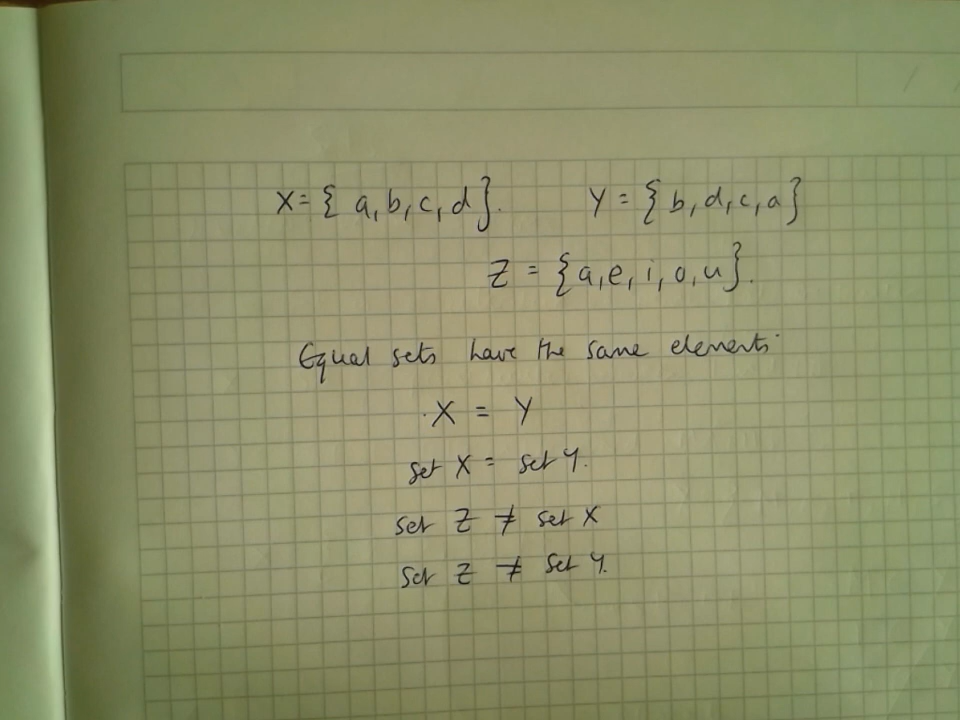 X = { a, b, c, d }. Y = { b, d, c, a }
Z = { a, e, i, o, u }.
Equal sets have the same elements.
X = Y
set X = set Y.
set Z ≠ set X
set Z ≠ set Y.